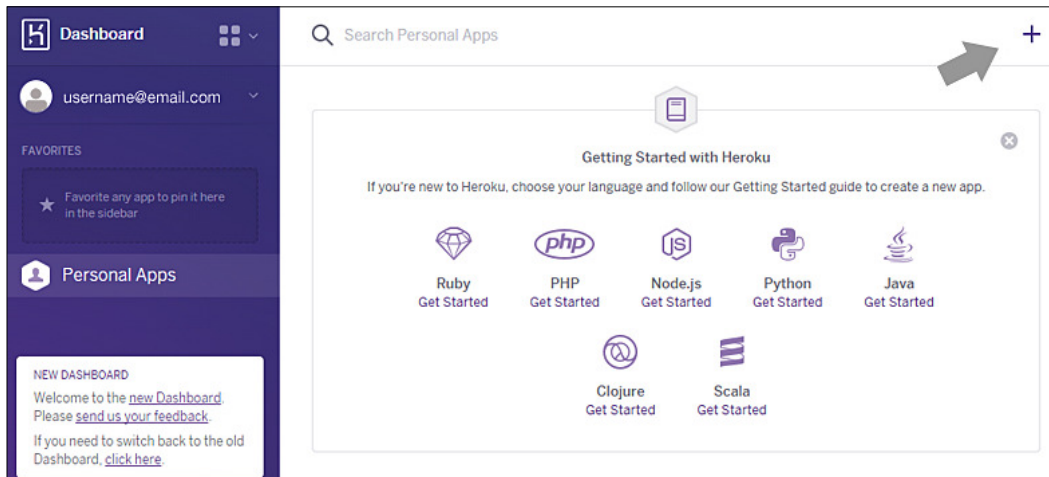 Dashboard
Search Personal Apps
username@email.com
FAVORITES
Favorite any app to pin it here
in the sidebar
Personal Apps
NEW DASHBOARD
Welcome to the new Dashboard.
Please send us your feedback.
If you need to switch back to the old
Dashboard, click here.
Getting Started with Heroku
If you're new to Heroku, choose your language and follow our Getting Started guide to create a new app.
php
JS
Ruby PHP Node.js Python Java
Get Started Get Started Get Started Get Started Get Started
Clojure Scala
Get Started Get Started